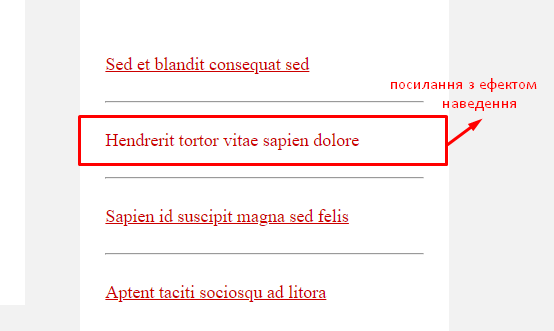 Sed et blandit consequat sed
посилання з ефектом
наведення
Hendrerit tortor vitae sapien dolore
Sapien id suscipit magna sed felis
Aptent taciti sociosqu ad litora